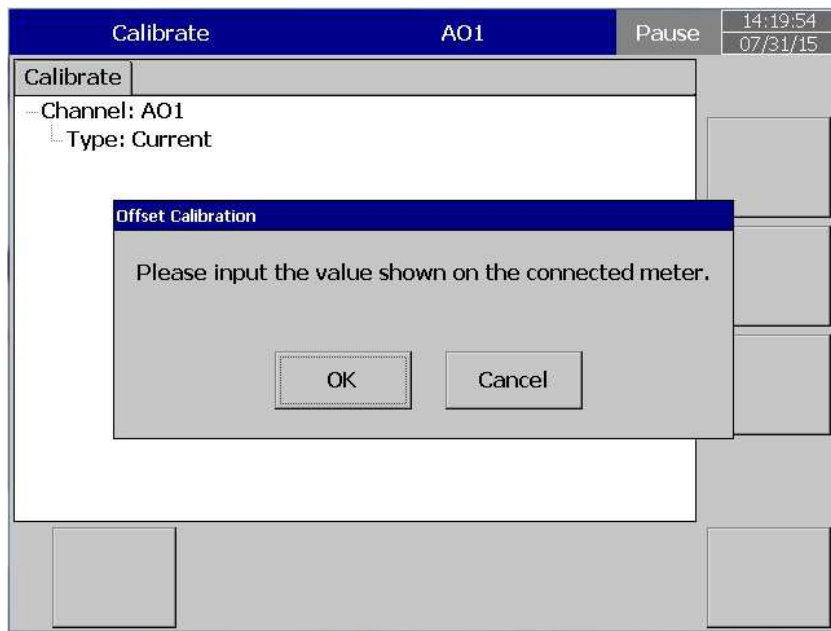 Calibrate AO1 Pause 14:19:54
07/31/15
Calibrate
Channel: AO1
Type: Current
Offset Calibration
Please input the value shown on the connected meter.
OK Cancel